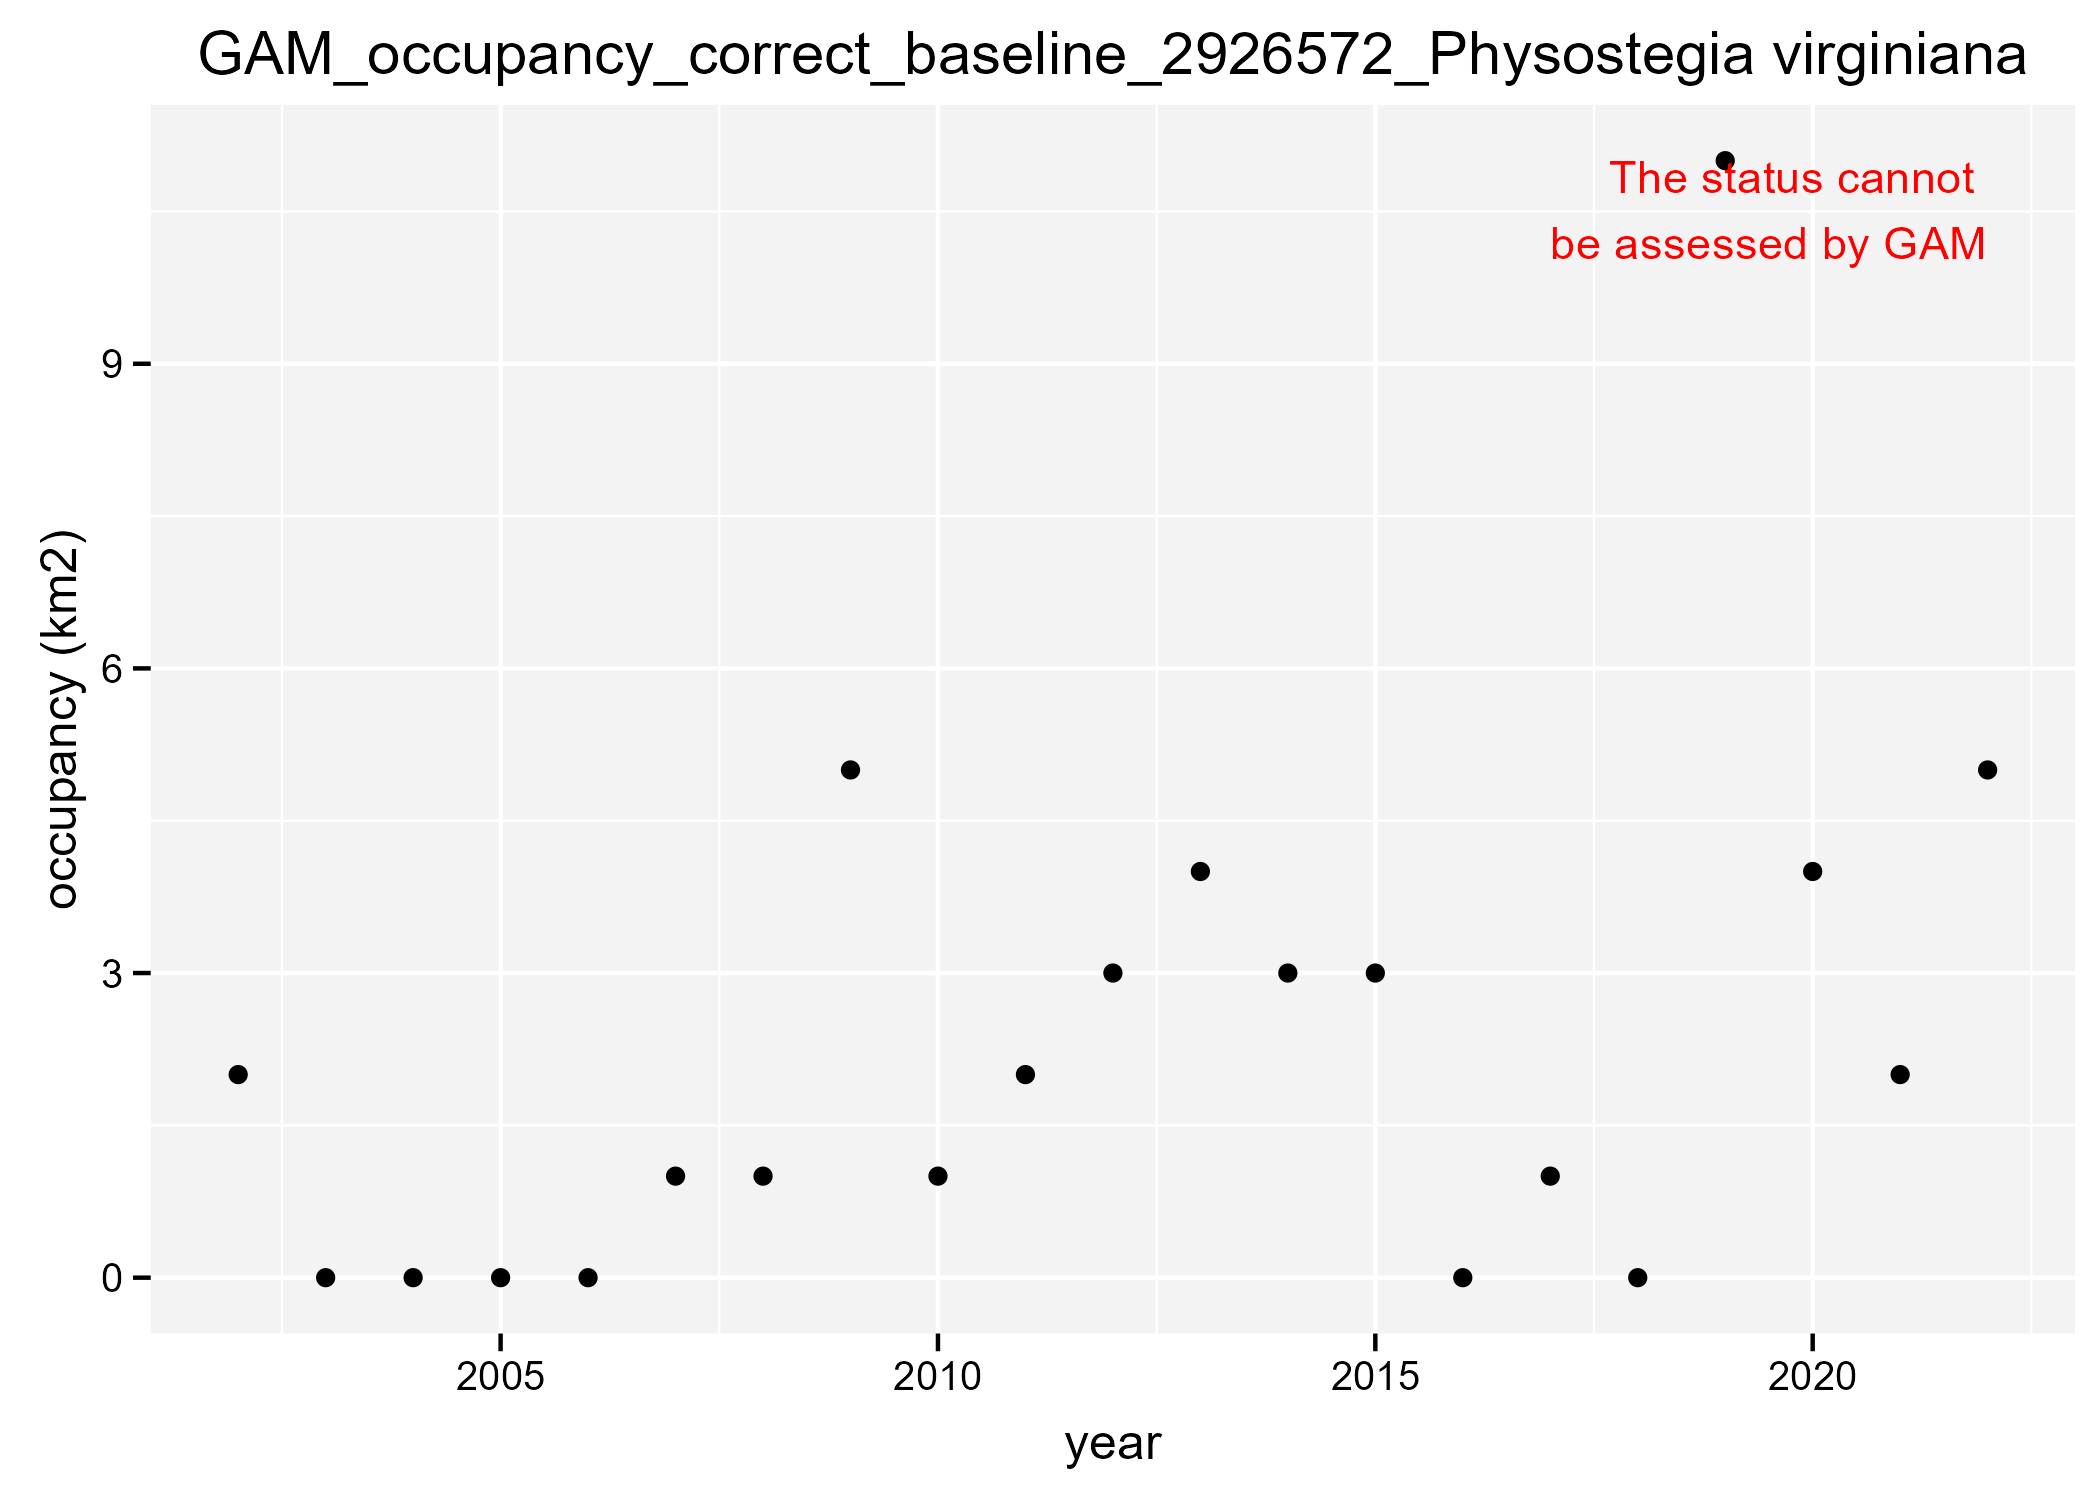 GAM_occupancy_correct_baseline_2926572_Physostegia virginiana
The status cannot
be assessed by GAM
occupancy (km2)
9
6
3
0
2005
2010
2015
2020
year